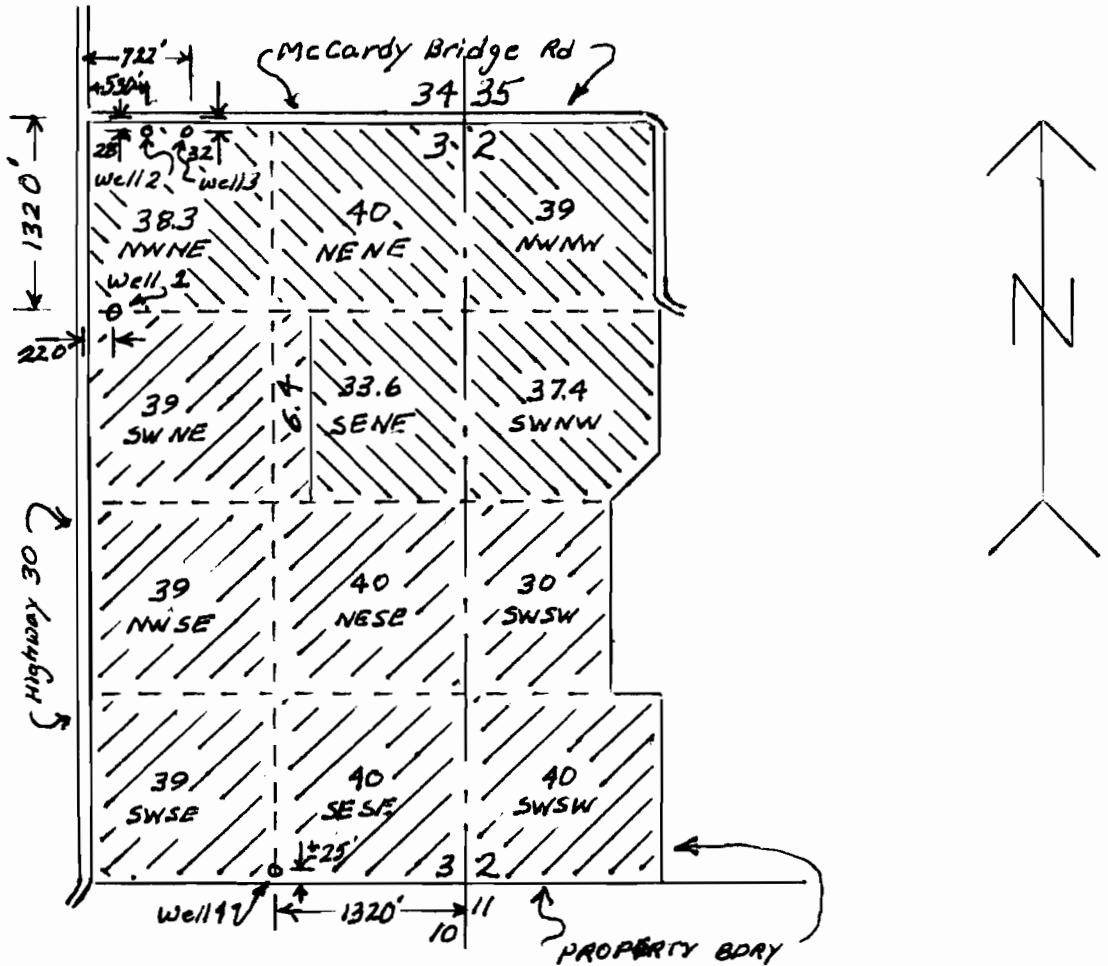 722'
McCardy Bridge Rd
530'
34 35
28
32
3 2
Well 2
Well 3
1320'
38.3
NWNE
40
NENE
39
NWNW
Well 1
220'
39
SWNE
6.4
33.6
SENE
37.4
SWNW
Highway 30
39
NWSE
40
NESE
30
SWSW
39
SWSE
40
SESE
40
SWSW
±25'
3 2
Well 4
1320'
11
10
PROPERTY BDRY
N